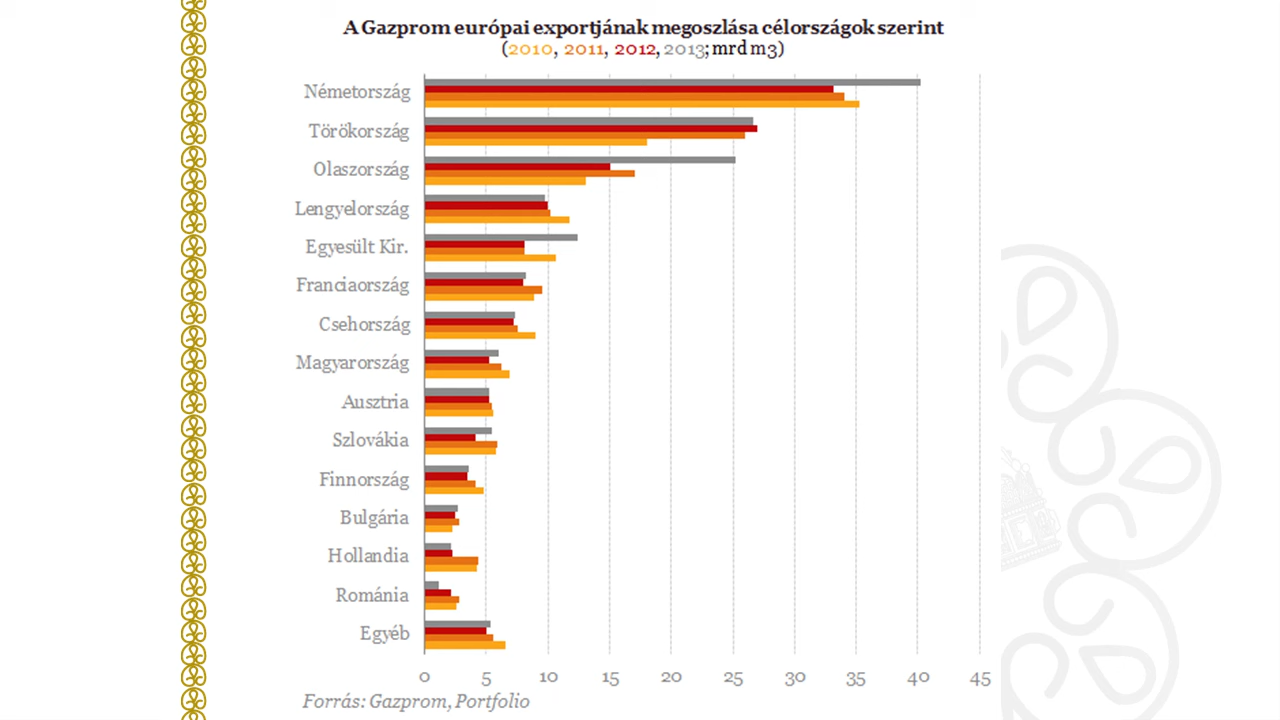 A Gazprom európai exportjának megoszlása célországok szerint
(2010, 2011, 2012, 2013; mrd m3)
Németország
Törökország
Olaszország
Lengyelország
Egyesült Kir.
Franciaország
Csehország
Magyarország
Ausztria
Szlovákia
Finnország
Bulgária
Hollandia
Románia
Egyéb
0 5 10 15 20 25 30 35 40 45
Forrás: Gazprom, Portfolio